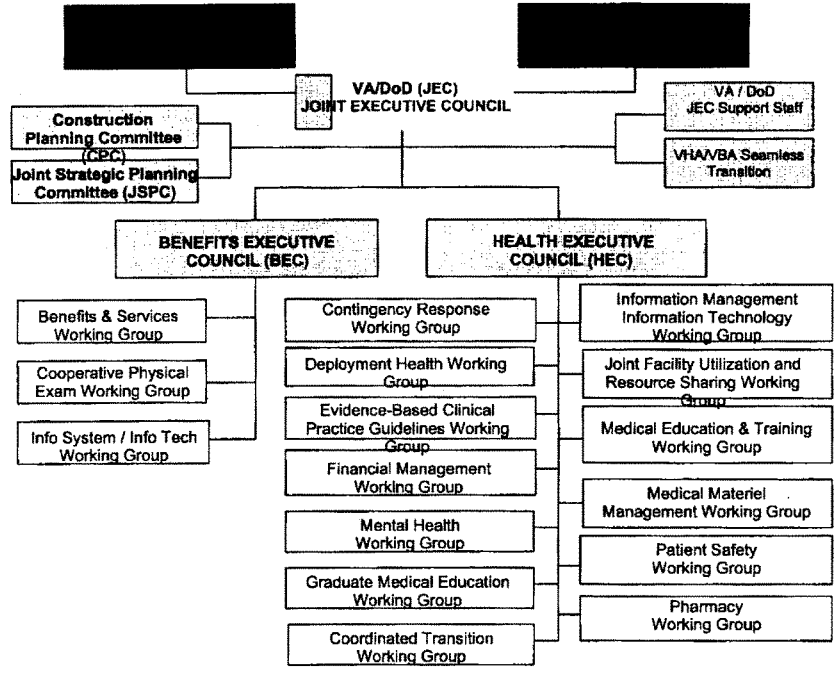 VA/DoD (JEC)
JOINT EXECUTIVE COUNCIL
Construction
Planning Committee
(CPC)
Joint Strategic Planning
Committee (JSPC)
VA / DoD
JEC Support Staff
VHA/VBA Seamless
Transition
BENEFITS EXECUTIVE
COUNCIL (BEC)
HEALTH EXECUTIVE
COUNCIL (HEC)
Benefits & Services
Working Group
Cooperative Physical
Exam Working Group
Info System / Info Tech
Working Group
Contingency Response
Working Group
Deployment Health Working
Group
Evidence-Based Clinical
Practice Guidelines Working
Group
Financial Management
Working Group
Mental Health
Working Group
Graduate Medical Education
Working Group
Coordinated Transition
Working Group
Information Management
Information Technology
Working Group
Joint Facility Utilization and
Resource Sharing Working
Group
Medical Education & Training
Working Group
Medical Materiel
Management Working Group
Patient Safety
Working Group
Pharmacy
Working Group